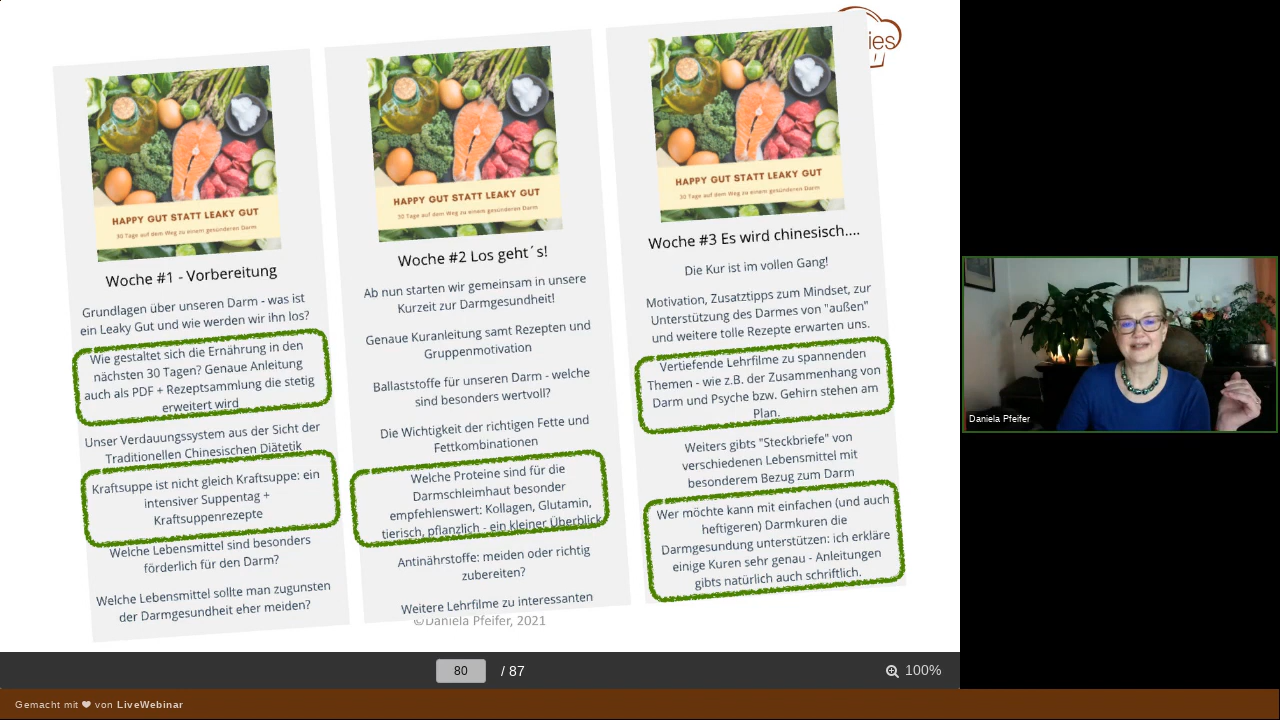 ies
HAPPY GUT STATT LEAKY GUT
30 Tage auf dem Weg zu einem gesünderen Darm
Woche #1 - Vorbereitung
Grundlagen über unseren Darm - was ist
ein Leaky Gut und wie werden wir ihn los?
Wie gestaltet sich die Ernährung in den
nächsten 30 Tagen? Genaue Anleitung
auch als PDF + Rezeptsammlung die stetig
erweitert wird
Unser Verdauungssystem aus der Sicht der
Traditionellen Chinesischen Diätetik
Kraftsuppe ist nicht gleich Kraftsuppe: ein
intensiver Suppentag +
Kraftsuppenrezepte
Welche Lebensmittel sind besonders
förderlich für den Darm?
Welche Lebensmittel sollte man zugunsten
der Darmgesundheit eher meiden?
HAPPY GUT STATT LEAKY GUT
30 Tage auf dem Weg zu einem gesünderen Darm
Woche #2 Los geht´s!
Ab nun starten wir gemeinsam in unsere
Kurzeit zur Darmgesundheit!
Genaue Kuranleitung samt Rezepten und
Gruppenmotivation
Ballaststoffe für unseren Darm - welche
sind besonders wertvoll?
Die Wichtigkeit der richtigen Fette und
Fettkombinationen
Welche Proteine sind für die
Darmschleimhaut besonder
empfehlenswert: Kollagen, Glutamin,
tierisch, pflanzlich - ein kleiner Überblick
Antinährstoffe: meiden oder richtig
zubereiten?
Weitere Lehrfilme zu interessanten
HAPPY GUT STATT LEAKY GUT
30 Tage auf dem Weg zu einem gesünderen Darm
Woche #3 Es wird chinesisch....
Die Kur ist im vollen Gang!
Motivation, Zusatztipps zum Mindset, zur
Unterstützung des Darmes von "außen"
und weitere tolle Rezepte erwarten uns.
Vertiefende Lehrfilme zu spannenden
Themen - wie z.B. der Zusammenhang von
Darm und Psyche bzw. Gehirn stehen am
Plan.
Weiters gibts "Steckbriefe" von
verschiedenen Lebensmittel mit
besonderem Bezug zum Darm
Wer möchte kann mit einfachen (und auch
heftigeren) Darmkuren die
Darmgesundung unterstützen: ich erkläre
einige Kuren sehr genau - Anleitungen
gibts natürlich auch schriftlich.
©Daniela Pfeifer, 2021
Daniela Pfeifer
80 / 87
100%
Gemacht mit ❤ von LiveWebinar